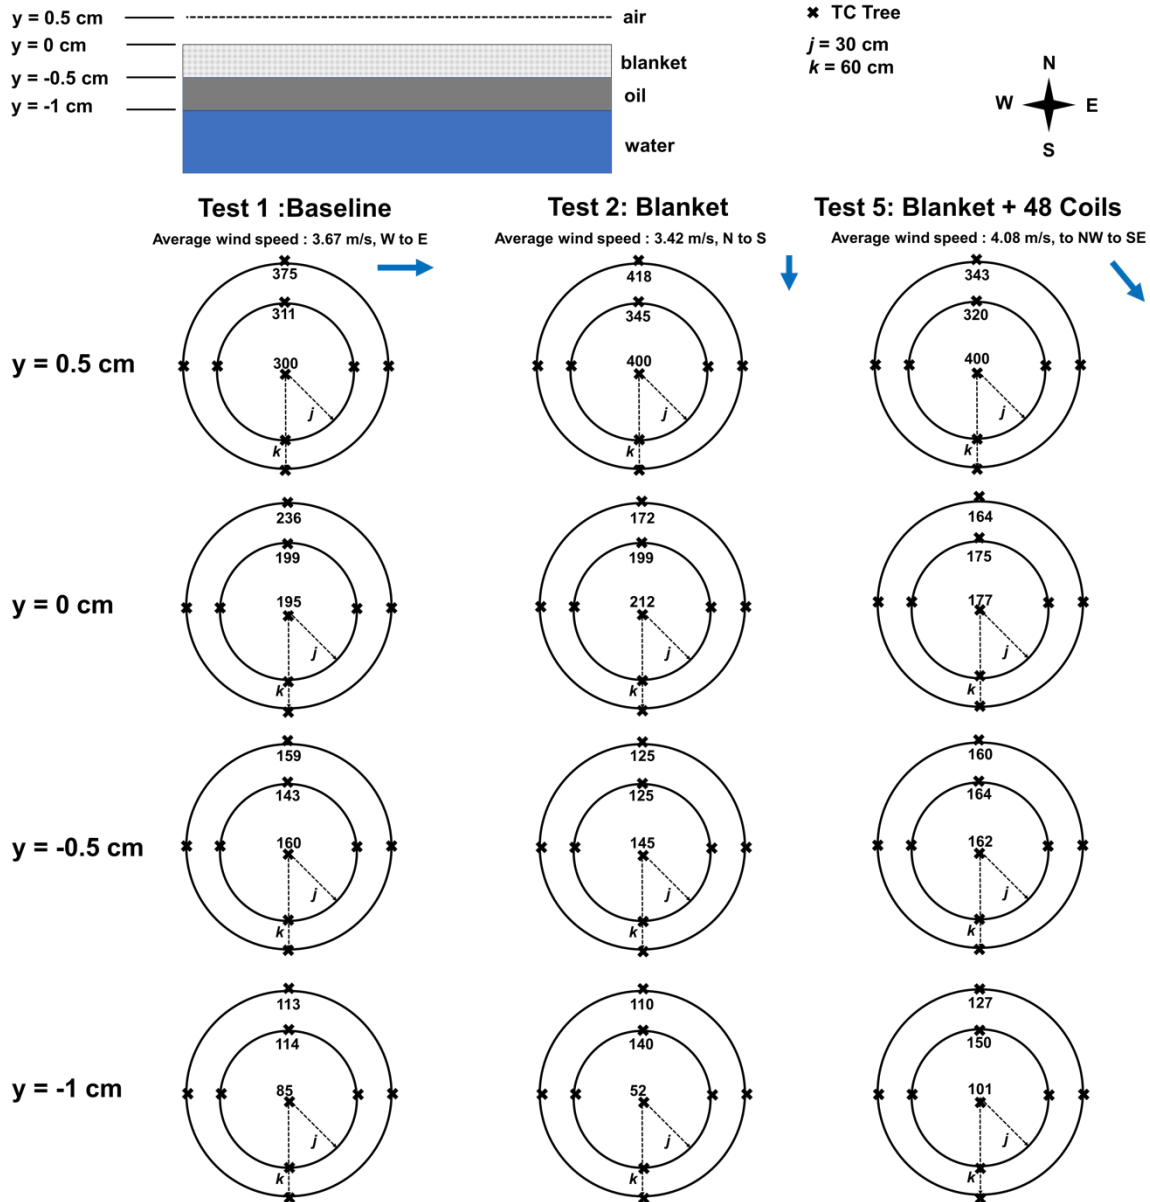 y = 0.5 cm
air
y = 0 cm
blanket
y = -0.5 cm
oil
y = -1 cm
water
TC Tree
j = 30 cm
k = 60 cm
N
W E
S
Test 1 :Baseline
Average wind speed : 3.67 m/s, W to E
Test 2: Blanket
Average wind speed : 3.42 m/s, N to S
Test 5: Blanket + 48 Coils
Average wind speed : 4.08 m/s, to NW to SE
y = 0.5 cm
375
311
300
j
k
418
345
400
j
k
343
320
400
j
k
y = 0 cm
236
199
195
j
k
172
199
212
j
k
164
175
177
j
k
y = -0.5 cm
159
143
160
j
k
125
125
145
j
k
160
164
162
j
k
y = -1 cm
113
114
85
j
k
110
140
52
j
k
127
150
101
j
k